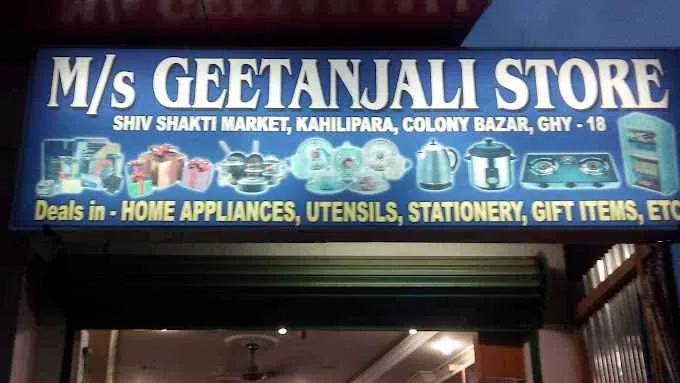 M/s GEETANJALI STORE
SHIV SHAKTI MARKET, KAHILIPARA, COLONY BAZAR, GHY - 18
Deals in - HOME APPLIANCES, UTENSILS, STATIONERY, GIFT ITEMS, ETC